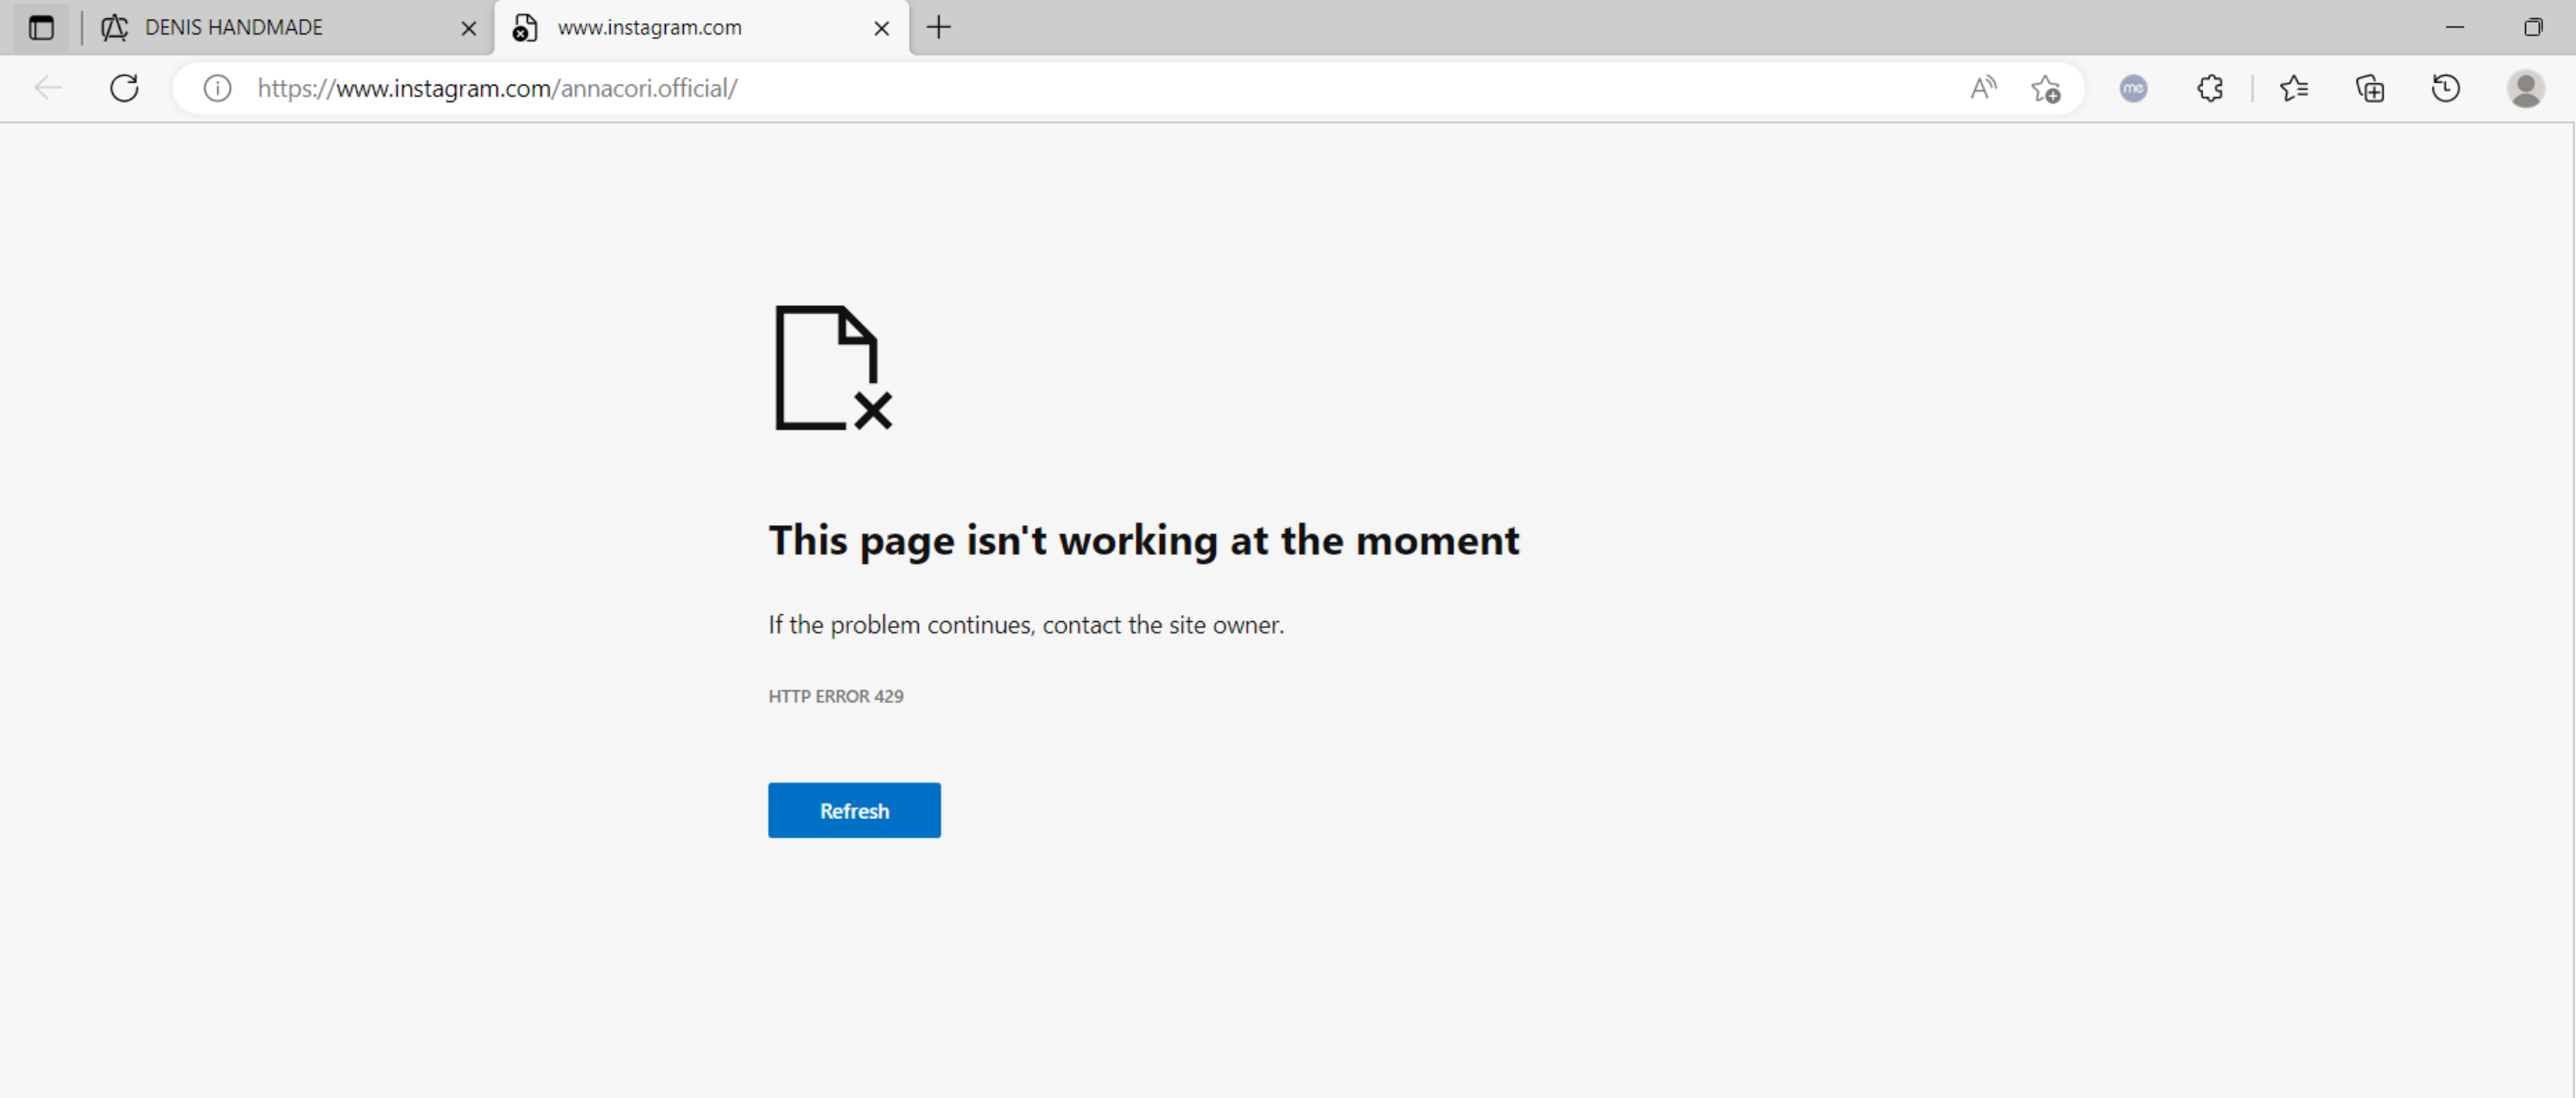 DENIS HANDMADE
www.instagram.com
https://www.instagram.com/annacori.official/
me
This page isn't working at the moment
If the problem continues, contact the site owner.
HTTP ERROR 429
Refresh